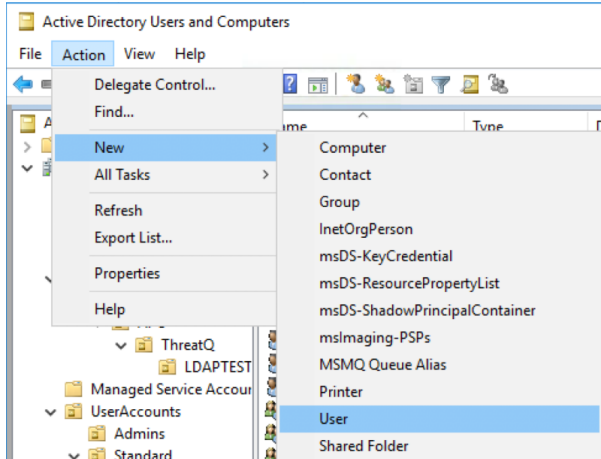 Active Directory Users and Computers
File Action View Help
Delegate Control...
Find...
New
All Tasks
Refresh
Export List...
Properties
Help
Type
Computer
Contact
Group
InetOrgPerson
msDS-KeyCredential
msDS-ResourcePropertyList
msDS-ShadowPrincipalContainer
msImaging-PSPs
MSMQ Queue Alias
Printer
User
Shared Folder
ThreatQ
LDAPTEST
Managed Service Accour
UserAccounts
Admins
Standard